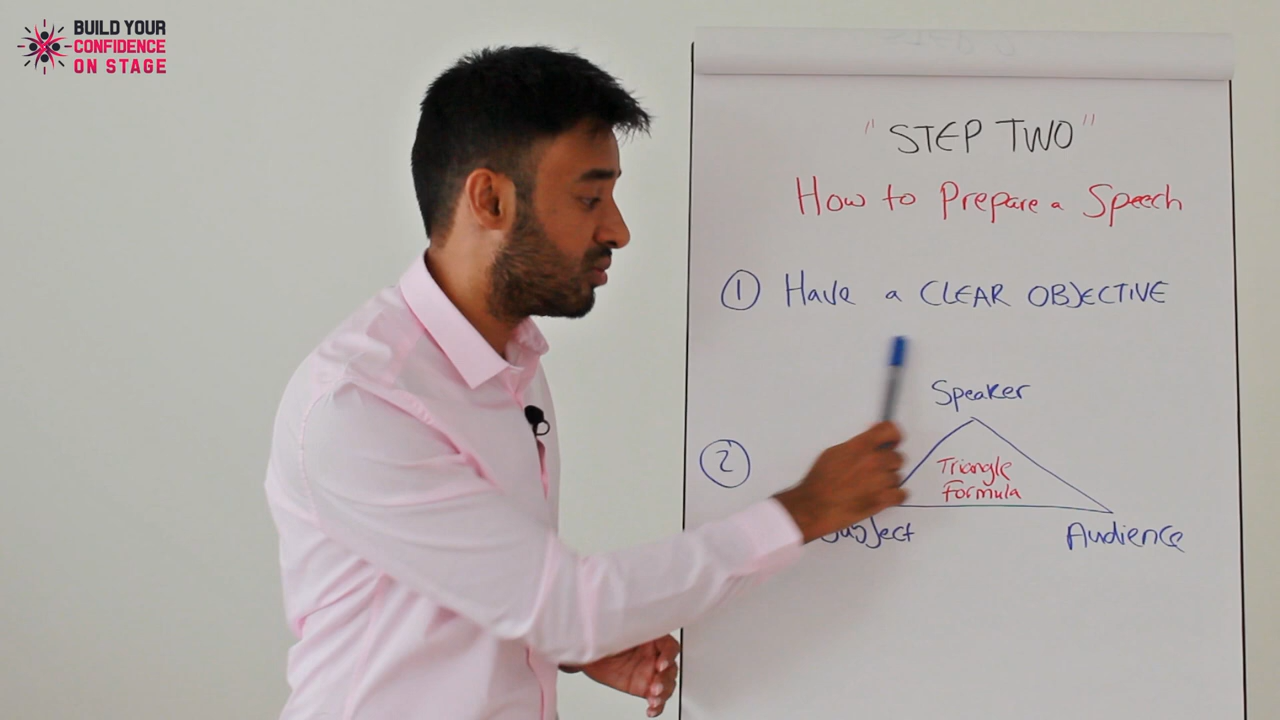 BUILD YOUR
CONFIDENCE
ON STAGE
"STEP TWO"
How to Prepare a Speech
1 Have a CLEAR OBJECTIVE
Speaker
2
Triangle
Formula
Subject
Audience